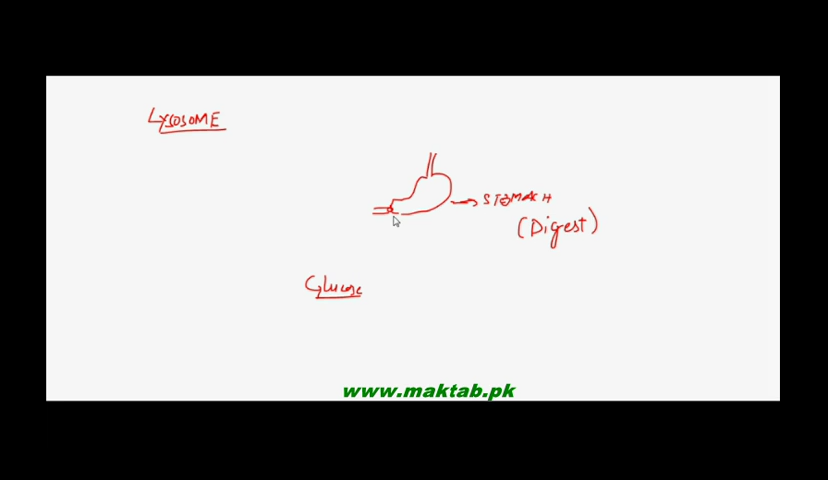 LYSOSOME
STOMACH
(Digest)
Glucose
www.maktab.pk